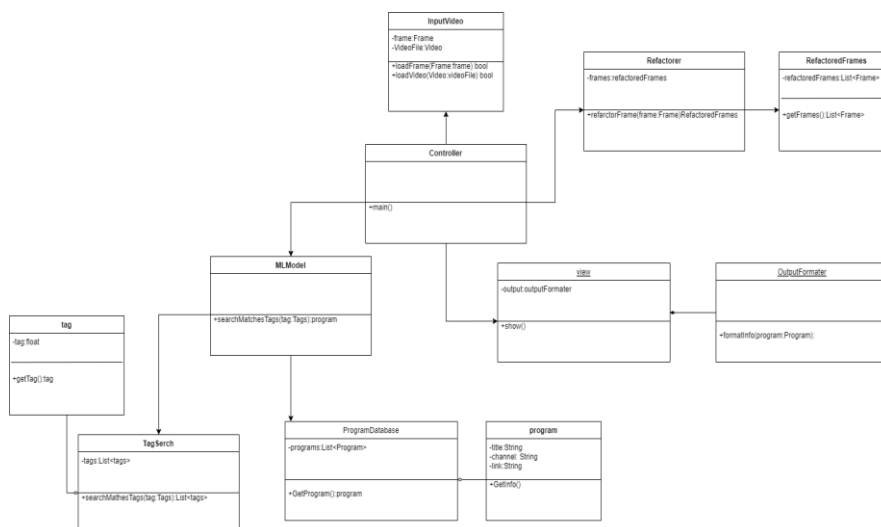 InputVideo
-frame:Frame
-VideoFile:Video
+loadFrame(Frame:frame) bool
+loadVideo(Video:videoFile) bool
Refactorer
-frames:refactoredFrames
+refarctorFrame(frame:Frame)RefactoredFrames
RefactoredFrames
-refactoredFrames:List<Frame>
+getFrames():List<Frame>
Controller
+main()
MLModel
+searchMatchesTags(tag:Tags):program
view
-output:outputFormater
+show()
OutputFormater
+formatInfo(program:Program):
tag
-tag:float
+getTag():tag
TagSerch
-tags:List<tags>
+searchMathesTags(tag:Tags):List<tags>
ProgramDatabase
-programs:List<Program>
+GetProgram():program
program
-title:String
-channel: String
-link:String
+GetInfo()